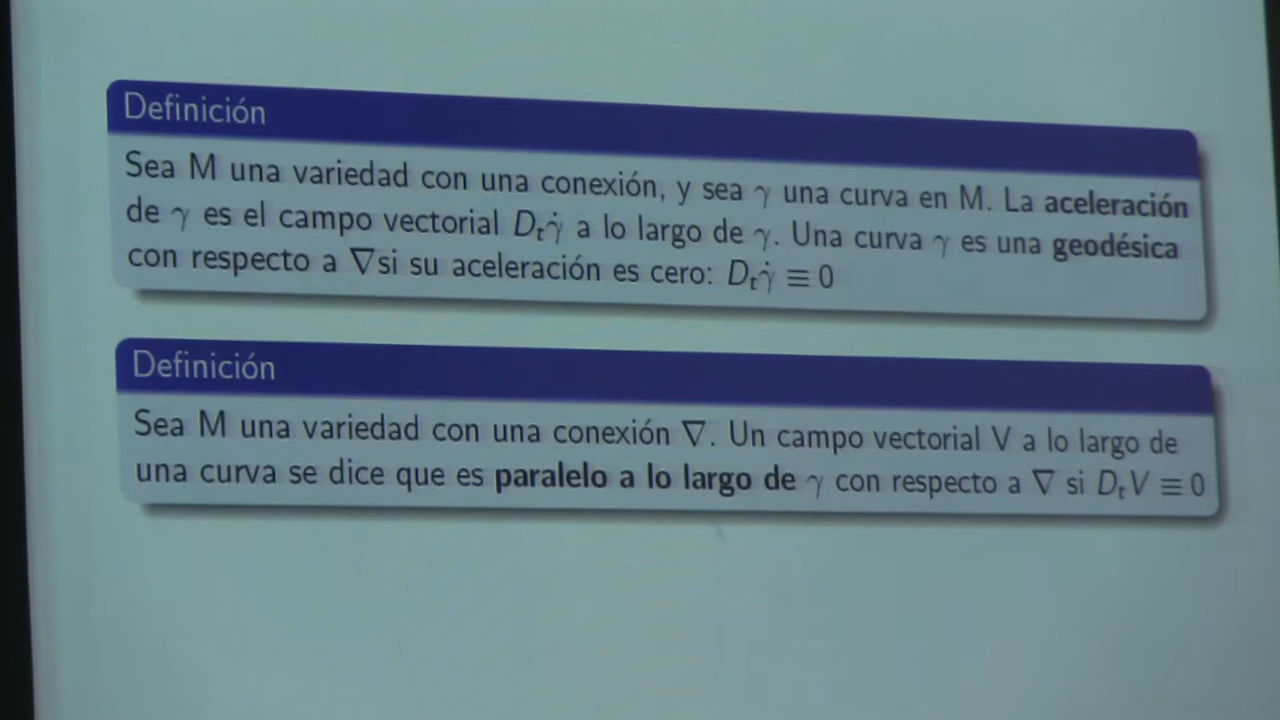 Definición
Sea M una variedad con una conexión, y sea γ una curva en M. La aceleración
de γ es el campo vectorial Dₜγ̇ a lo largo de γ. Una curva γ es una geodésica
con respecto a ∇si su aceleración es cero: Dₜγ̇ ≡ 0
Definición
Sea M una variedad con una conexión ∇. Un campo vectorial V a lo largo de
una curva se dice que es paralelo a lo largo de γ con respecto a ∇ si DₜV ≡ 0